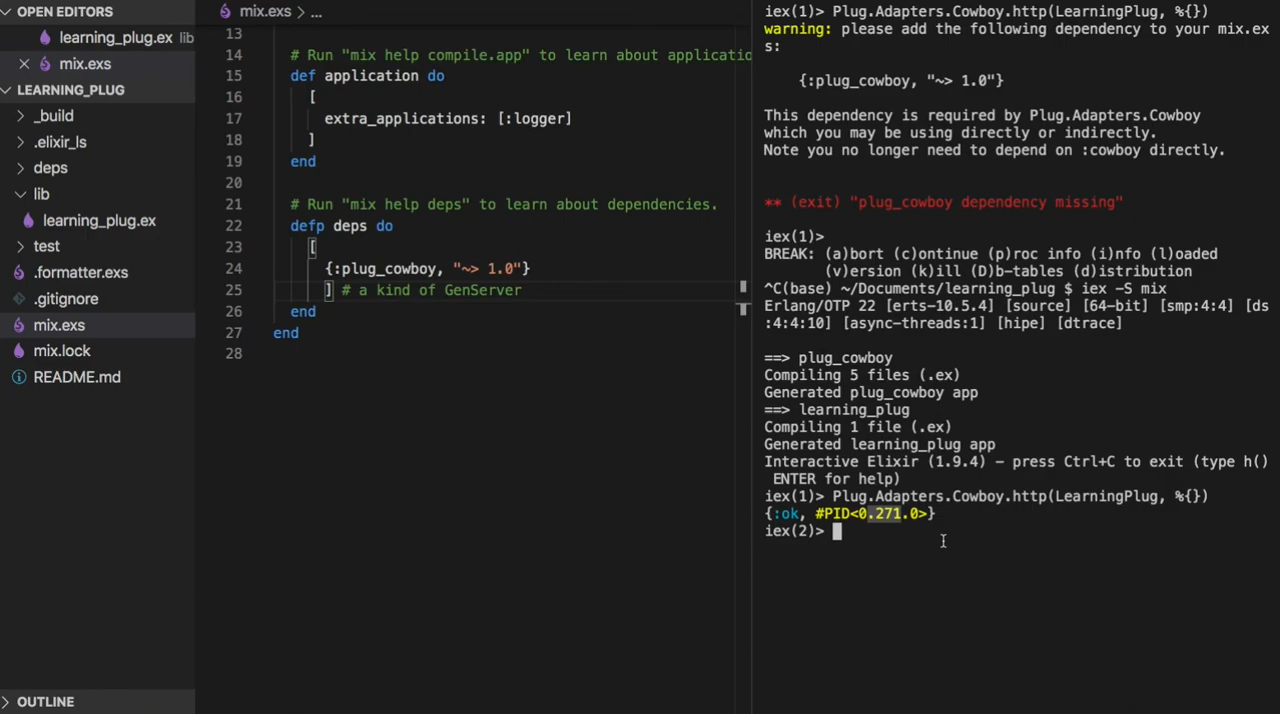 OPEN EDITORS
learning_plug.ex lib
mix.exs
LEARNING_PLUG
_build
.elixir_ls
deps
lib
learning_plug.ex
test
.formatter.exs
.gitignore
mix.exs
mix.lock
README.md
OUTLINE
mix.exs > ...
13
14 # Run "mix help compile.app" to learn about applicatio
15 def application do
16 [
17 extra_applications: [:logger]
18 ]
19 end
20
21 # Run "mix help deps" to learn about dependencies.
22 defp deps do
23 [
24 {:plug_cowboy, "~> 1.0"}
25 ] # a kind of GenServer
26 end
27 end
28
iex(1)> Plug.Adapters.Cowboy.http(LearningPlug, %{})
warning: please add the following dependency to your mix.ex
s:
{:plug_cowboy, "~> 1.0"}
This dependency is required by Plug.Adapters.Cowboy
which you may be using directly or indirectly.
Note you no longer need to depend on :cowboy directly.
** (exit) "plug_cowboy dependency missing"
iex(1)>
BREAK: (a)bort (c)ontinue (p)roc info (i)nfo (l)oaded
(v)ersion (k)ill (D)b-tables (d)istribution
^C(base) ~/Documents/learning_plug $ iex -S mix
Erlang/OTP 22 [erts-10.5.4] [source] [64-bit] [smp:4:4] [ds
:4:4:10] [async-threads:1] [hipe] [dtrace]
==> plug_cowboy
Compiling 5 files (.ex)
Generated plug_cowboy app
==> learning_plug
Compiling 1 file (.ex)
Generated learning_plug app
Interactive Elixir (1.9.4) - press Ctrl+C to exit (type h()
ENTER for help)
iex(1)> Plug.Adapters.Cowboy.http(LearningPlug, %{})
{:ok, #PID<0.271.0>}
iex(2)>